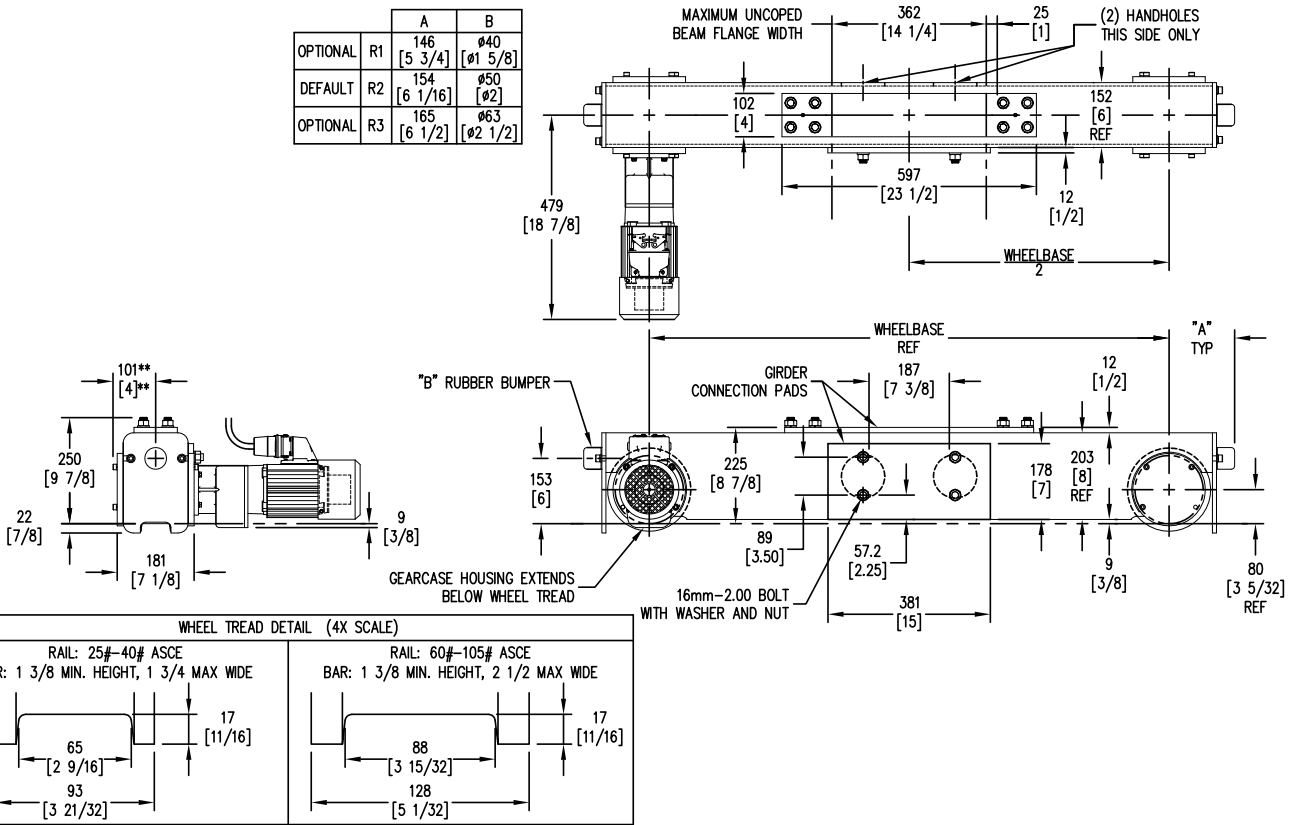 A B
OPTIONAL R1 146 [5 3/4] ø40 [ø1 5/8]
DEFAULT R2 154 [6 1/16] ø50 [ø2]
OPTIONAL R3 165 [6 1/2] ø63 [ø2 1/2]
MAXIMUM UNCOPED
BEAM FLANGE WIDTH
362
[14 1/4]
25
[1]
(2) HANDHOLES
THIS SIDE ONLY
102
[4]
152
[6]
REF
597
[23 1/2]
12
[1/2]
479
[18 7/8]
WHEELBASE
2
WHEELBASE
REF
"A"
TYP
101**
[4]**
"B" RUBBER BUMPER
GIRDER
CONNECTION PADS
187
[7 3/8]
12
[1/2]
250
[9 7/8]
153
[6]
225
[8 7/8]
178
[7]
203
[8]
REF
22
[7/8]
9
[3/8]
181
[7 1/8]
89
[3.50]
57.2
[2.25]
9
[3/8]
80
[3 5/32]
REF
GEARCASE HOUSING EXTENDS
BELOW WHEEL TREAD
16mm-2.00 BOLT
WITH WASHER AND NUT
381
[15]
WHEEL TREAD DETAIL (4X SCALE)
RAIL: 25#-40# ASCE
R: 1 3/8 MIN. HEIGHT, 1 3/4 MAX WIDE
17
[11/16]
65
[2 9/16]
93
[3 21/32]
RAIL: 60#-105# ASCE
BAR: 1 3/8 MIN. HEIGHT, 2 1/2 MAX WIDE
17
[11/16]
88
[3 15/32]
128
[5 1/32]